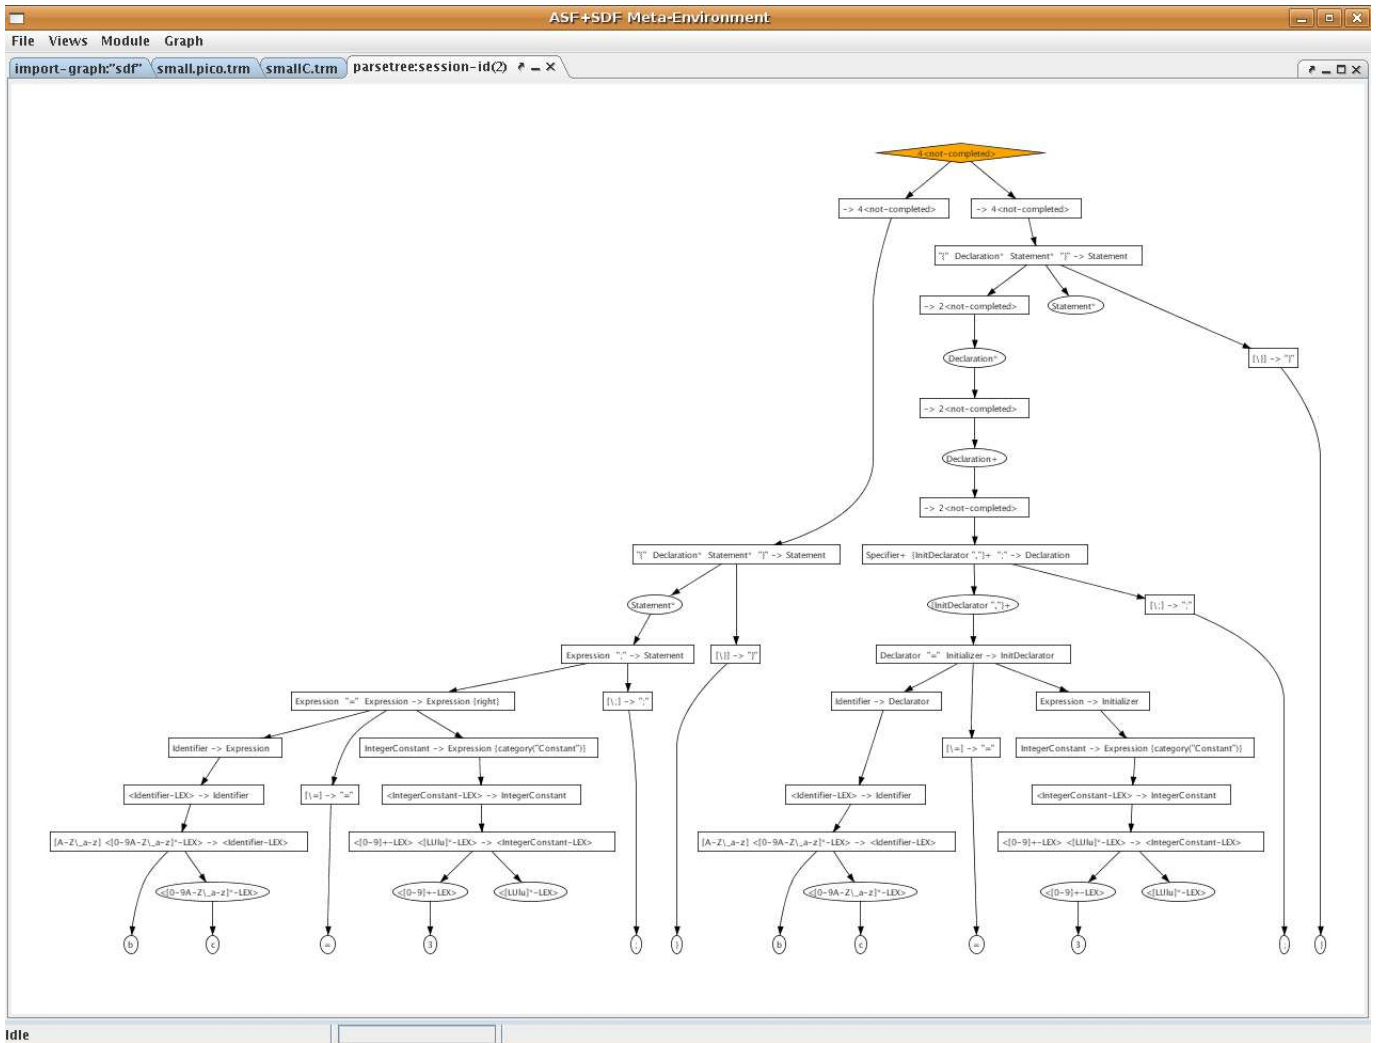 ASF+SDF Meta-Environment
File Views Module Graph
import-graph:"sdf" small.pico.trm smallC.trm parsetree:session-id(2)
4<not-completed>
-> 4<not-completed> -> 4<not-completed>
"{" Declaration* Statement* "}" -> Statement
-> 2<not-completed> Statement*
Declaration* [\}] -> "}"
-> 2<not-completed>
Declaration+
-> 2<not-completed>
"{" Declaration* Statement* "}" -> Statement Specifier+ {InitDeclarator ","}+ ";" -> Declaration
Statement* {InitDeclarator ","}+ [\;] -> ";"
Expression ";" -> Statement [\}] -> "}" Declarator "=" Initializer -> InitDeclarator
Expression "=" Expression -> Expression {right} [\;] -> ";" Identifier -> Declarator Expression -> Initializer
Identifier -> Expression IntegerConstant -> Expression {category("Constant")} [\=] -> "=" IntegerConstant -> Expression {category("Constant")}
<Identifier-LEX> -> Identifier [\=] -> "=" <IntegerConstant-LEX> -> IntegerConstant <Identifier-LEX> -> Identifier <IntegerConstant-LEX> -> IntegerConstant
[A-Z\_a-z] <[0-9A-Z\_a-z]*-LEX> -> <Identifier-LEX> <[0-9]+-LEX> <[LUlu]*-LEX> -> <IntegerConstant-LEX> [A-Z\_a-z] <[0-9A-Z\_a-z]*-LEX> -> <Identifier-LEX> <[0-9]+-LEX> <[LUlu]*-LEX> -> <IntegerConstant-LEX>
<[0-9A-Z\_a-z]*-LEX> <[0-9]+-LEX> <[LUlu]*-LEX> <[0-9A-Z\_a-z]*-LEX> <[0-9]+-LEX> <[LUlu]*-LEX>
b c = 3 ; } b c = 3 ; }
Idle